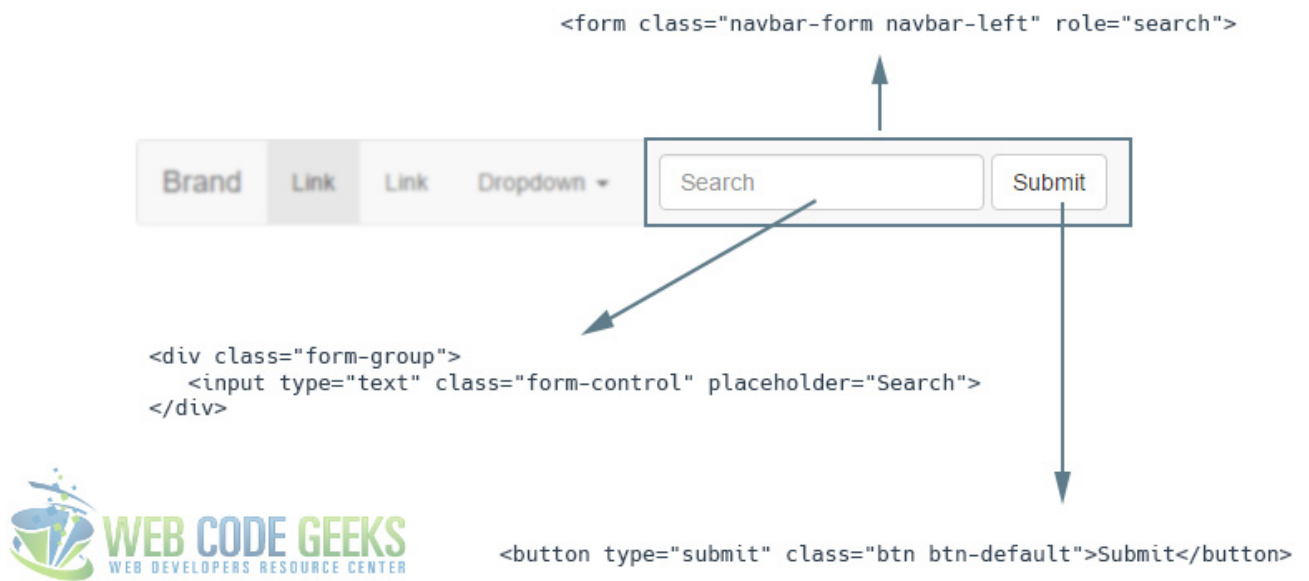 <form class="navbar-form navbar-left" role="search">
Brand Link Link Dropdown Search Submit
<div class="form-group">
<input type="text" class="form-control" placeholder="Search">
</div>
WEB CODE GEEKS
WEB DEVELOPERS RESOURCE CENTER
<button type="submit" class="btn btn-default">Submit</button>